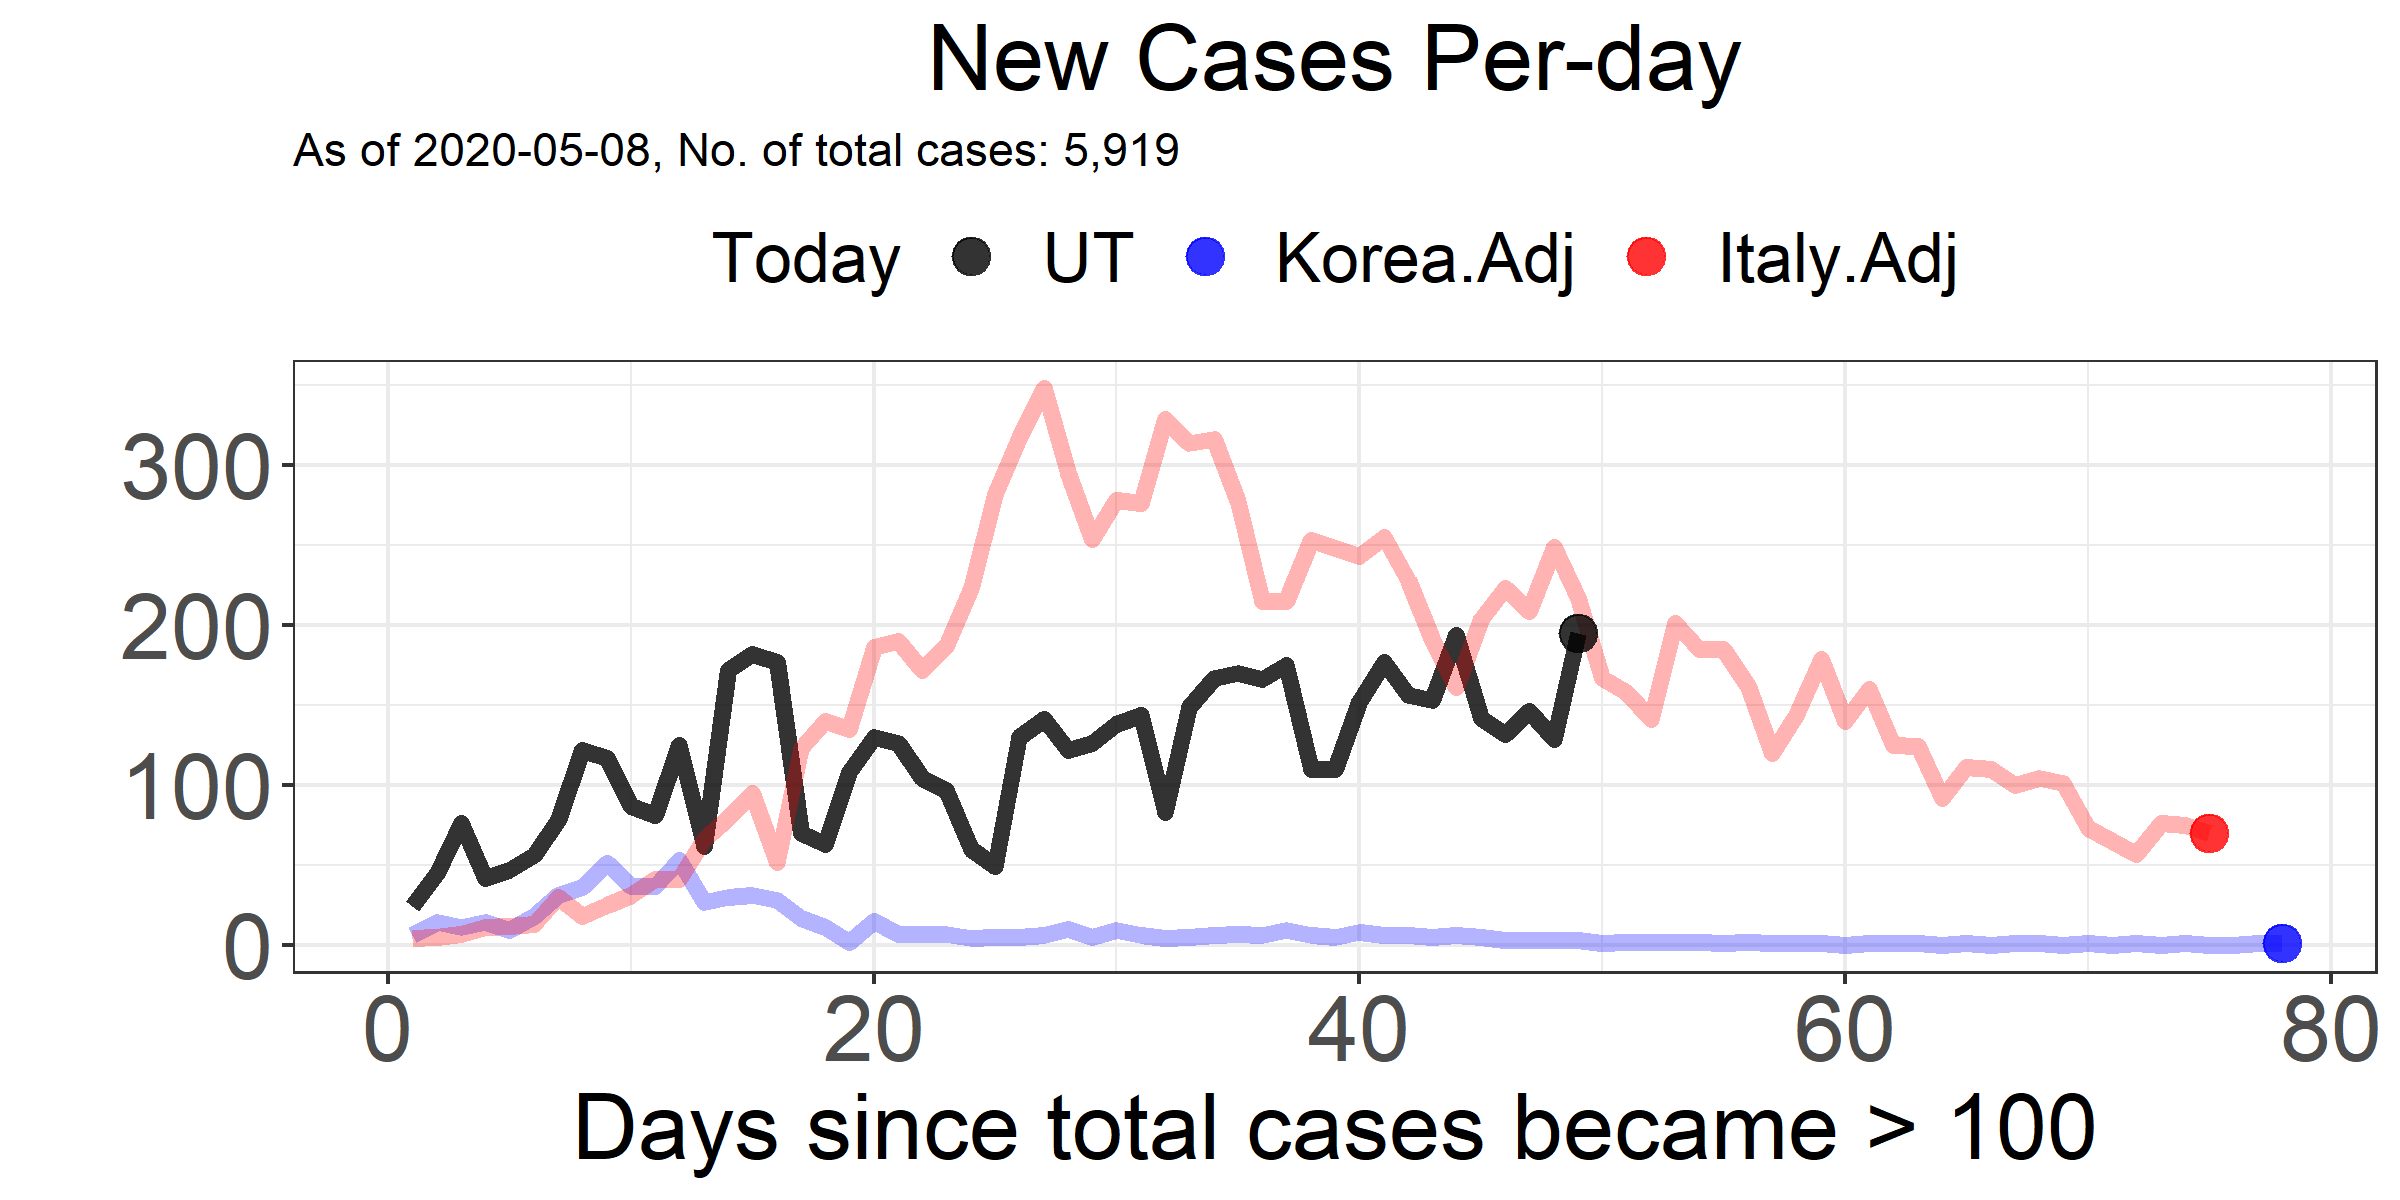 New Cases Per-day
As of 2020-05-08, No. of total cases: 5,919
Today UT Korea.Adj Italy.Adj
300
200
100
0
0 20 40 60 80
Days since total cases became > 100